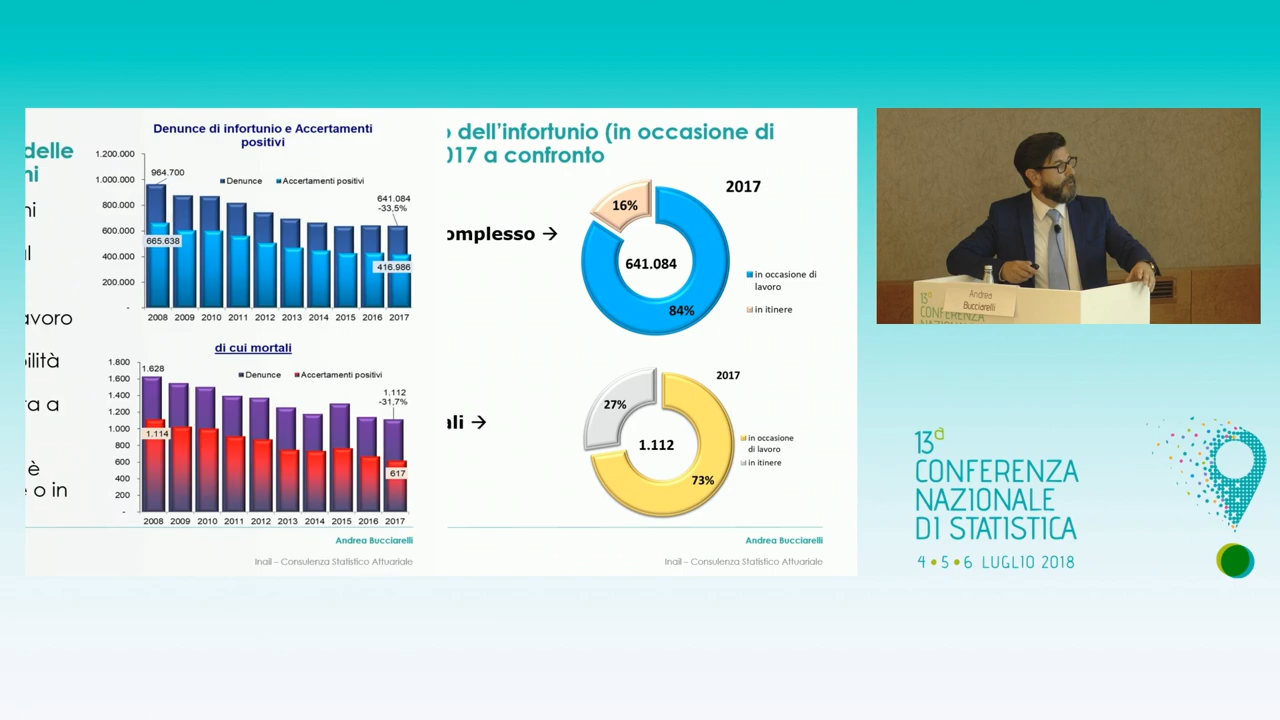 delle
ni
ni
l
avoro
ilità
ra a
è
e o in
Denunce di infortunio e Accertamenti
positivi
1.200.000
1.000.000
800.000
600.000
400.000
200.000
-
964.700
Denunce
Accertamenti positivi
641.084
-33,5%
665.638
416.986
2008 2009 2010 2011 2012 2013 2014 2015 2016 2017
di cui mortali
1.800
1.600
1.400
1.200
1.000
800
600
400
200
-
1.628
Denunce
Accertamenti positivi
1.112
-31,7%
1.114
617
2008 2009 2010 2011 2012 2013 2014 2015 2016 2017
Andrea Bucciarelli
Inail – Consulenza Statistico Attuariale
o dell'infortunio (in occasione di
017 a confronto
2017
omplesso →
16%
641.084
84%
in occasione di
lavoro
in itinere
2017
ali →
27%
1.112
73%
in occasione
di lavoro
in itinere
Andrea Bucciarelli
Inail – Consulenza Statistico Attuariale
Andrea
Bucciarelli
13ª
CONFERENZA
13ª
CONFERENZA
NAZIONALE
DI STATISTICA
4 • 5 • 6 LUGLIO 2018